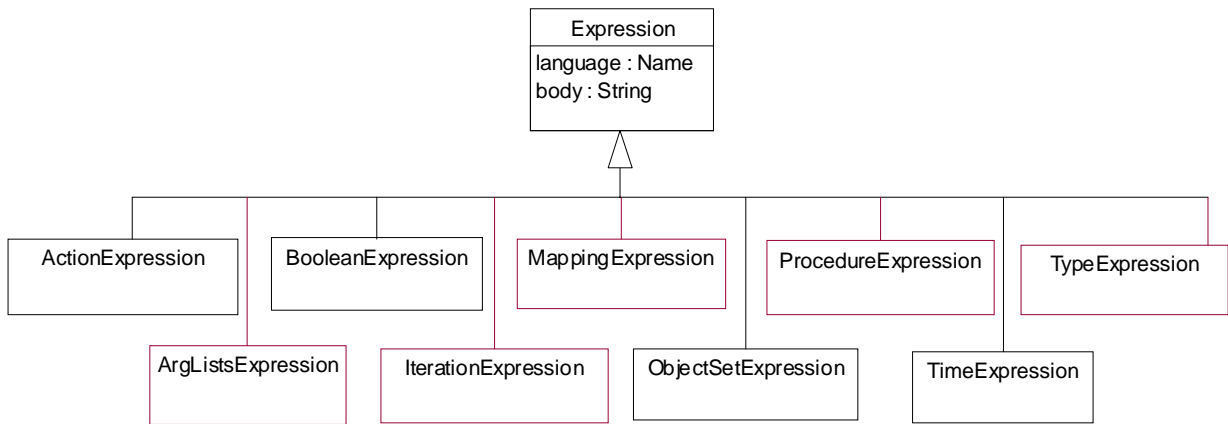 Expression
language : Name
body : String
ActionExpression
BooleanExpression
MappingExpression
ProcedureExpression
TypeExpression
ArgListsExpression
IterationExpression
ObjectSetExpression
TimeExpression